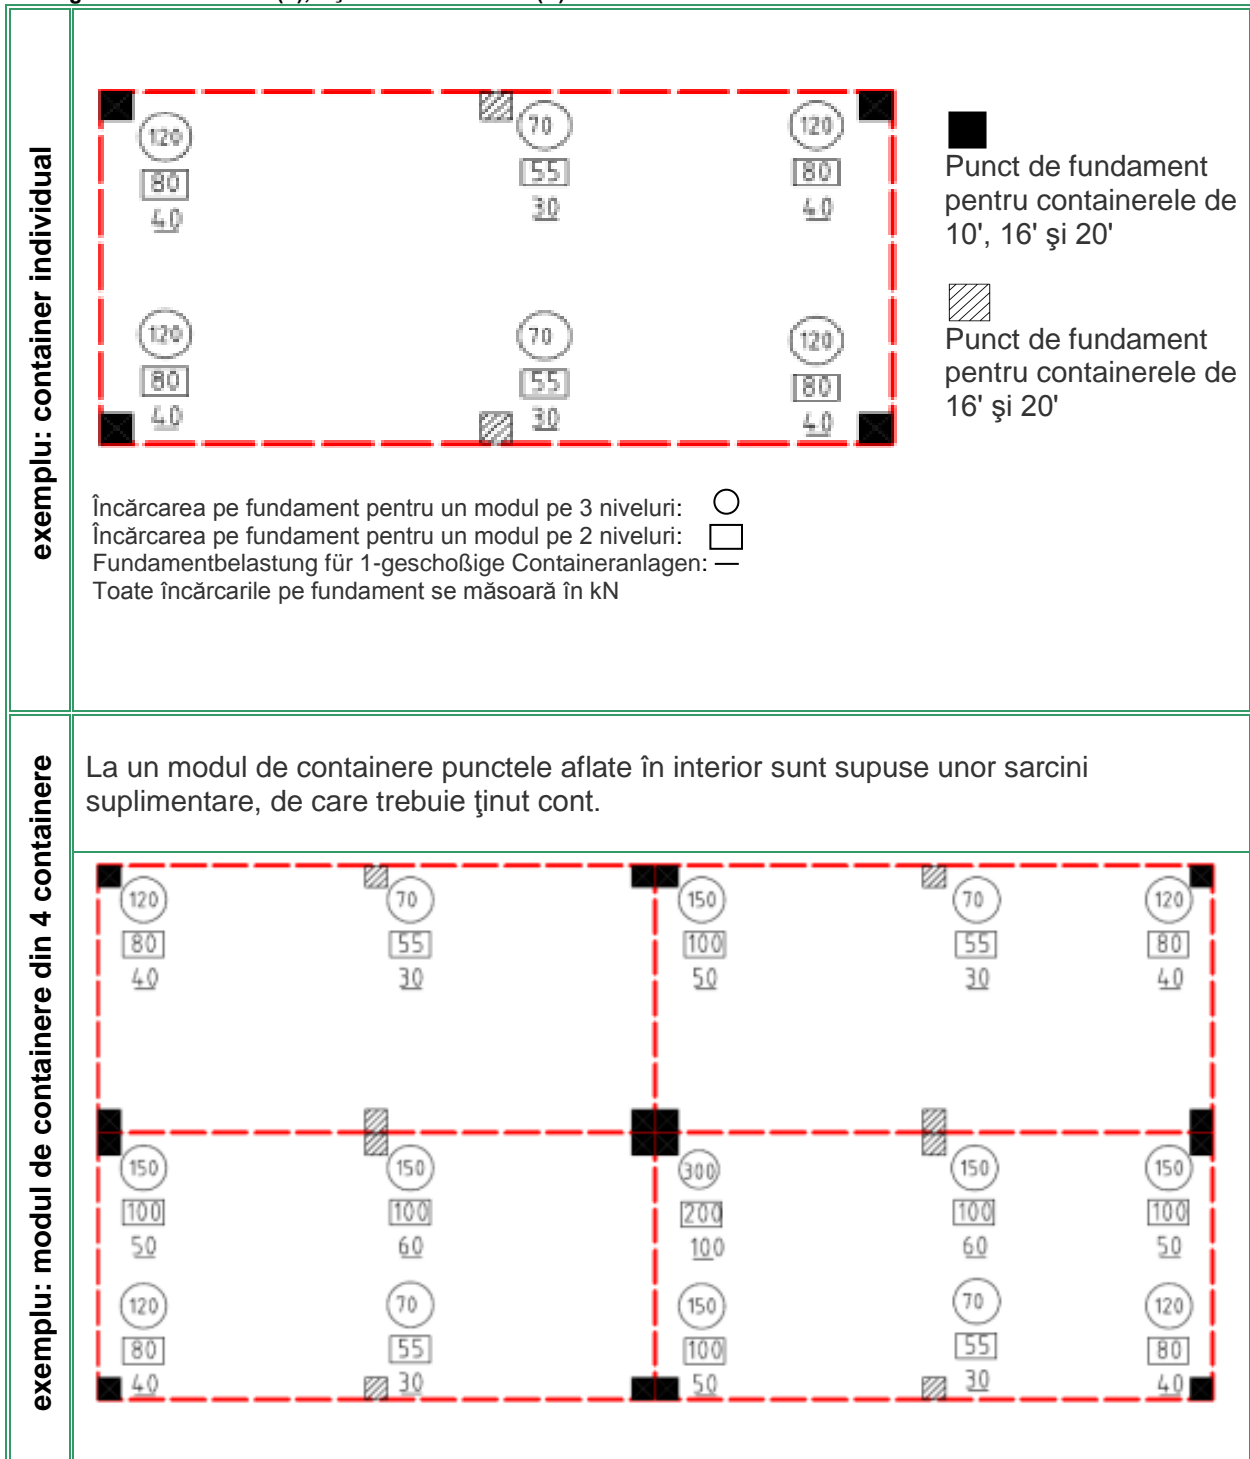 exemplu: container individual
120 70 120
80 55 80
40 30 40
120 70 120
80 55 80
40 30 40
Punct de fundament
pentru containerele de
10', 16' şi 20'
Punct de fundament
pentru containerele de
16' şi 20'
Încărcarea pe fundament pentru un modul pe 3 niveluri:
Încărcarea pe fundament pentru un modul pe 2 niveluri:
Fundamentbelastung für 1-geschoßige Containeranlagen:
Toate încărcarile pe fundament se măsoară în kN
exemplu: modul de containere din 4 containere
La un modul de containere punctele aflate în interior sunt supuse unor sarcini
suplimentare, de care trebuie ţinut cont.
120 70 150 70 120
80 55 100 55 80
40 30 50 30 40
150 150 300 150 150
100 100 200 100 100
50 60 100 60 50
120 70 150 70 120
80 55 100 55 80
40 30 50 30 40